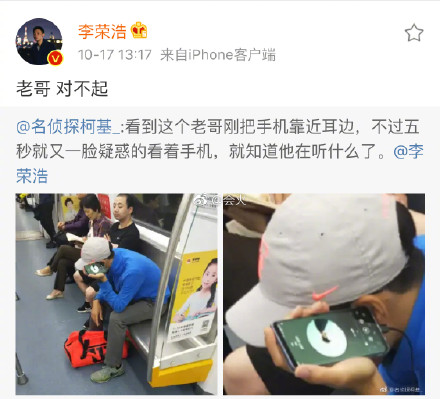 李荣浩
10-17 13:17 来自iPhone客户端
老哥 对不起
@名侦探柯基_:看到这个老哥刚把手机靠近耳边，不过五
秒就又一脸疑惑的看着手机，就知道他在听什么了。@李
荣浩